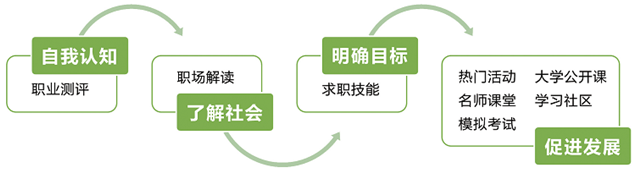 自我认知
职业测评
职场解读
了解社会
明确目标
求职技能
热门活动 大学公开课
名师课堂 学习社区
模拟考试
促进发展